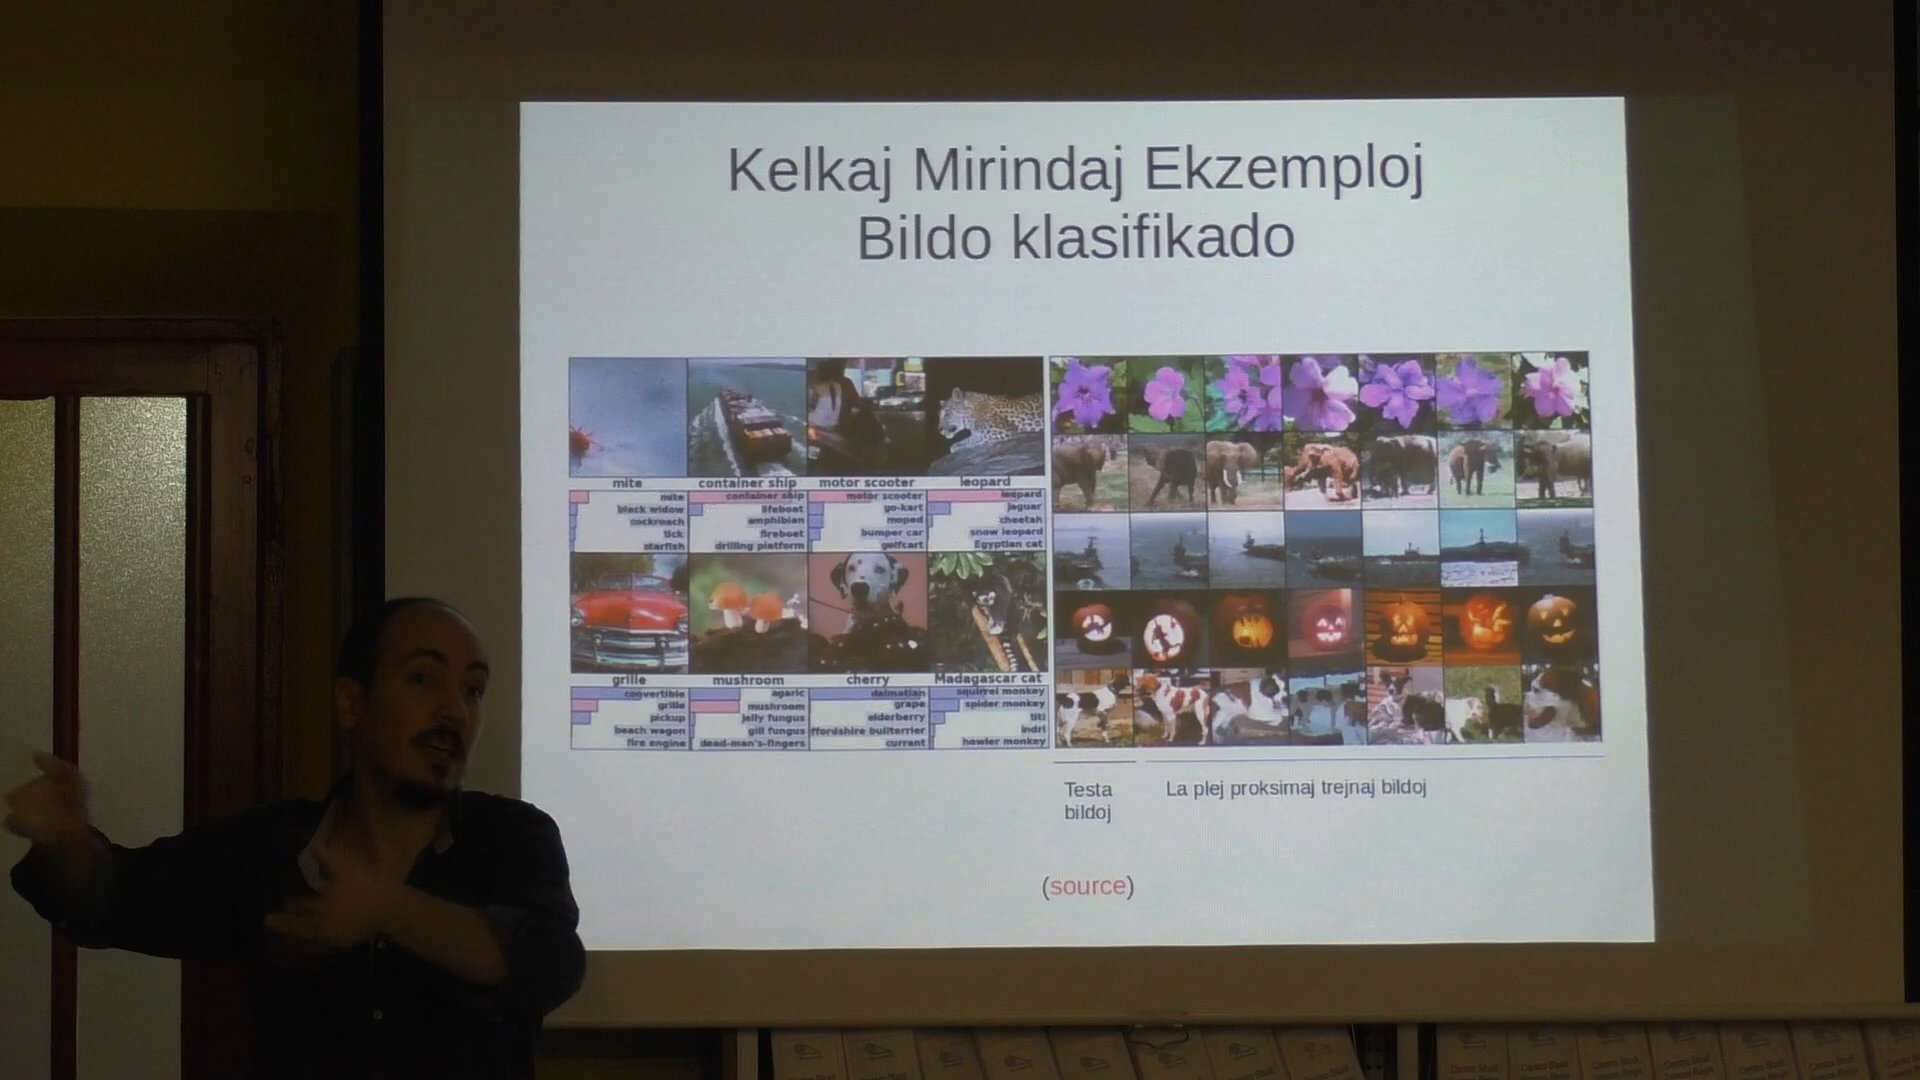 Kelkaj Mirindaj Ekzemploj
Bildo klasifikado
mite
container ship
motor scooter
leopard
mite
black widow
cockroach
tick
starfish
container ship
lifeboat
amphibian
fireboat
drilling platform
motor scooter
go-kart
moped
bumper car
golfcart
leopard
jaguar
cheetah
snow leopard
Egyptian cat
grille
mushroom
cherry
Madagascar cat
convertible
grille
pickup
beach wagon
fire engine
agaric
mushroom
jelly fungus
gill fungus
dead-man's-fingers
dalmatian
grape
elderberry
ffordshire bullterrier
currant
squirrel monkey
spider monkey
titi
indri
howler monkey
Testa
bildoj
La plej proksimaj trejnaj bildoj
(source)